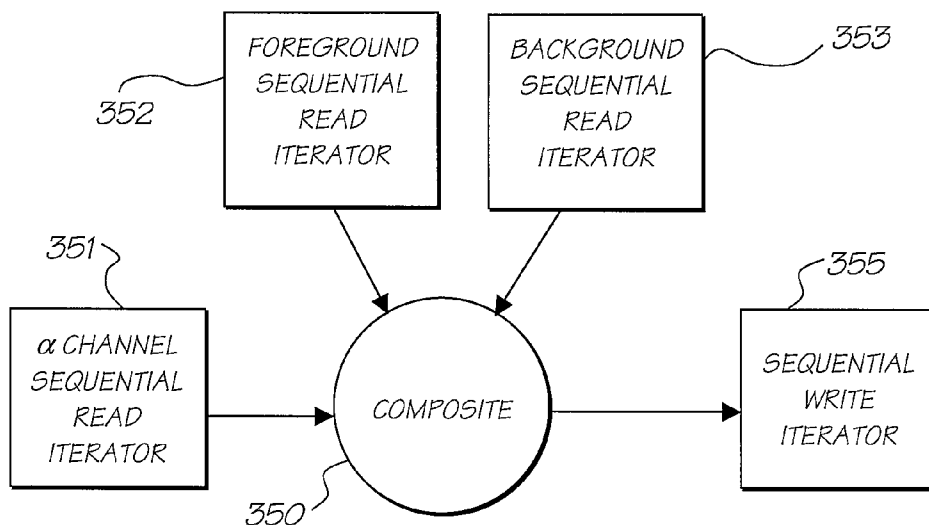 FOREGROUND
SEQUENTIAL
READ
ITERATOR
352
BACKGROUND
SEQUENTIAL
READ
ITERATOR
353
351
α CHANNEL
SEQUENTIAL
READ
ITERATOR
COMPOSITE
350
355
SEQUENTIAL
WRITE
ITERATOR